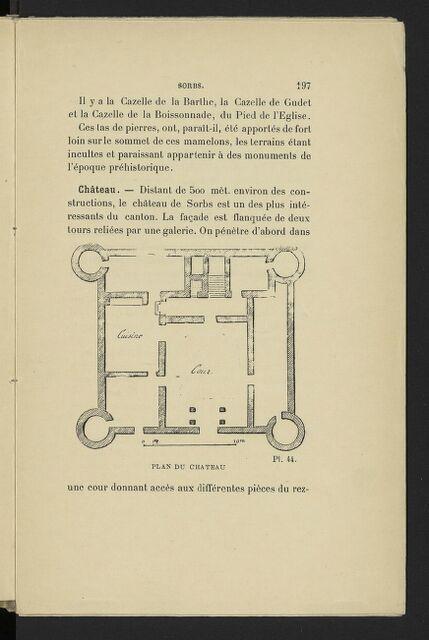 SORBS. 197
Il y a la Cazelle de la Barthe, la Cazelle de Gudet
et la Cazelle de la Boissonnade, du Pied de l'Eglise.
Ces tas de pierres, ont, paraît-il, été apportés de fort
loin sur le sommet de ces mamelons, les terrains étant
incultes et paraissant appartenir à des monuments de
l'époque préhistorique.
Château. — Distant de 500 mèt. environ des con-
structions, le château de Sorbs est un des plus inté-
ressants du canton. La façade est flanquée de deux
tours reliées par une galerie. On pénètre d'abord dans
Cuisine
Cour
0 10m
Pl. 44.
PLAN DU CHATEAU
une cour donnant accès aux différentes pièces du rez-